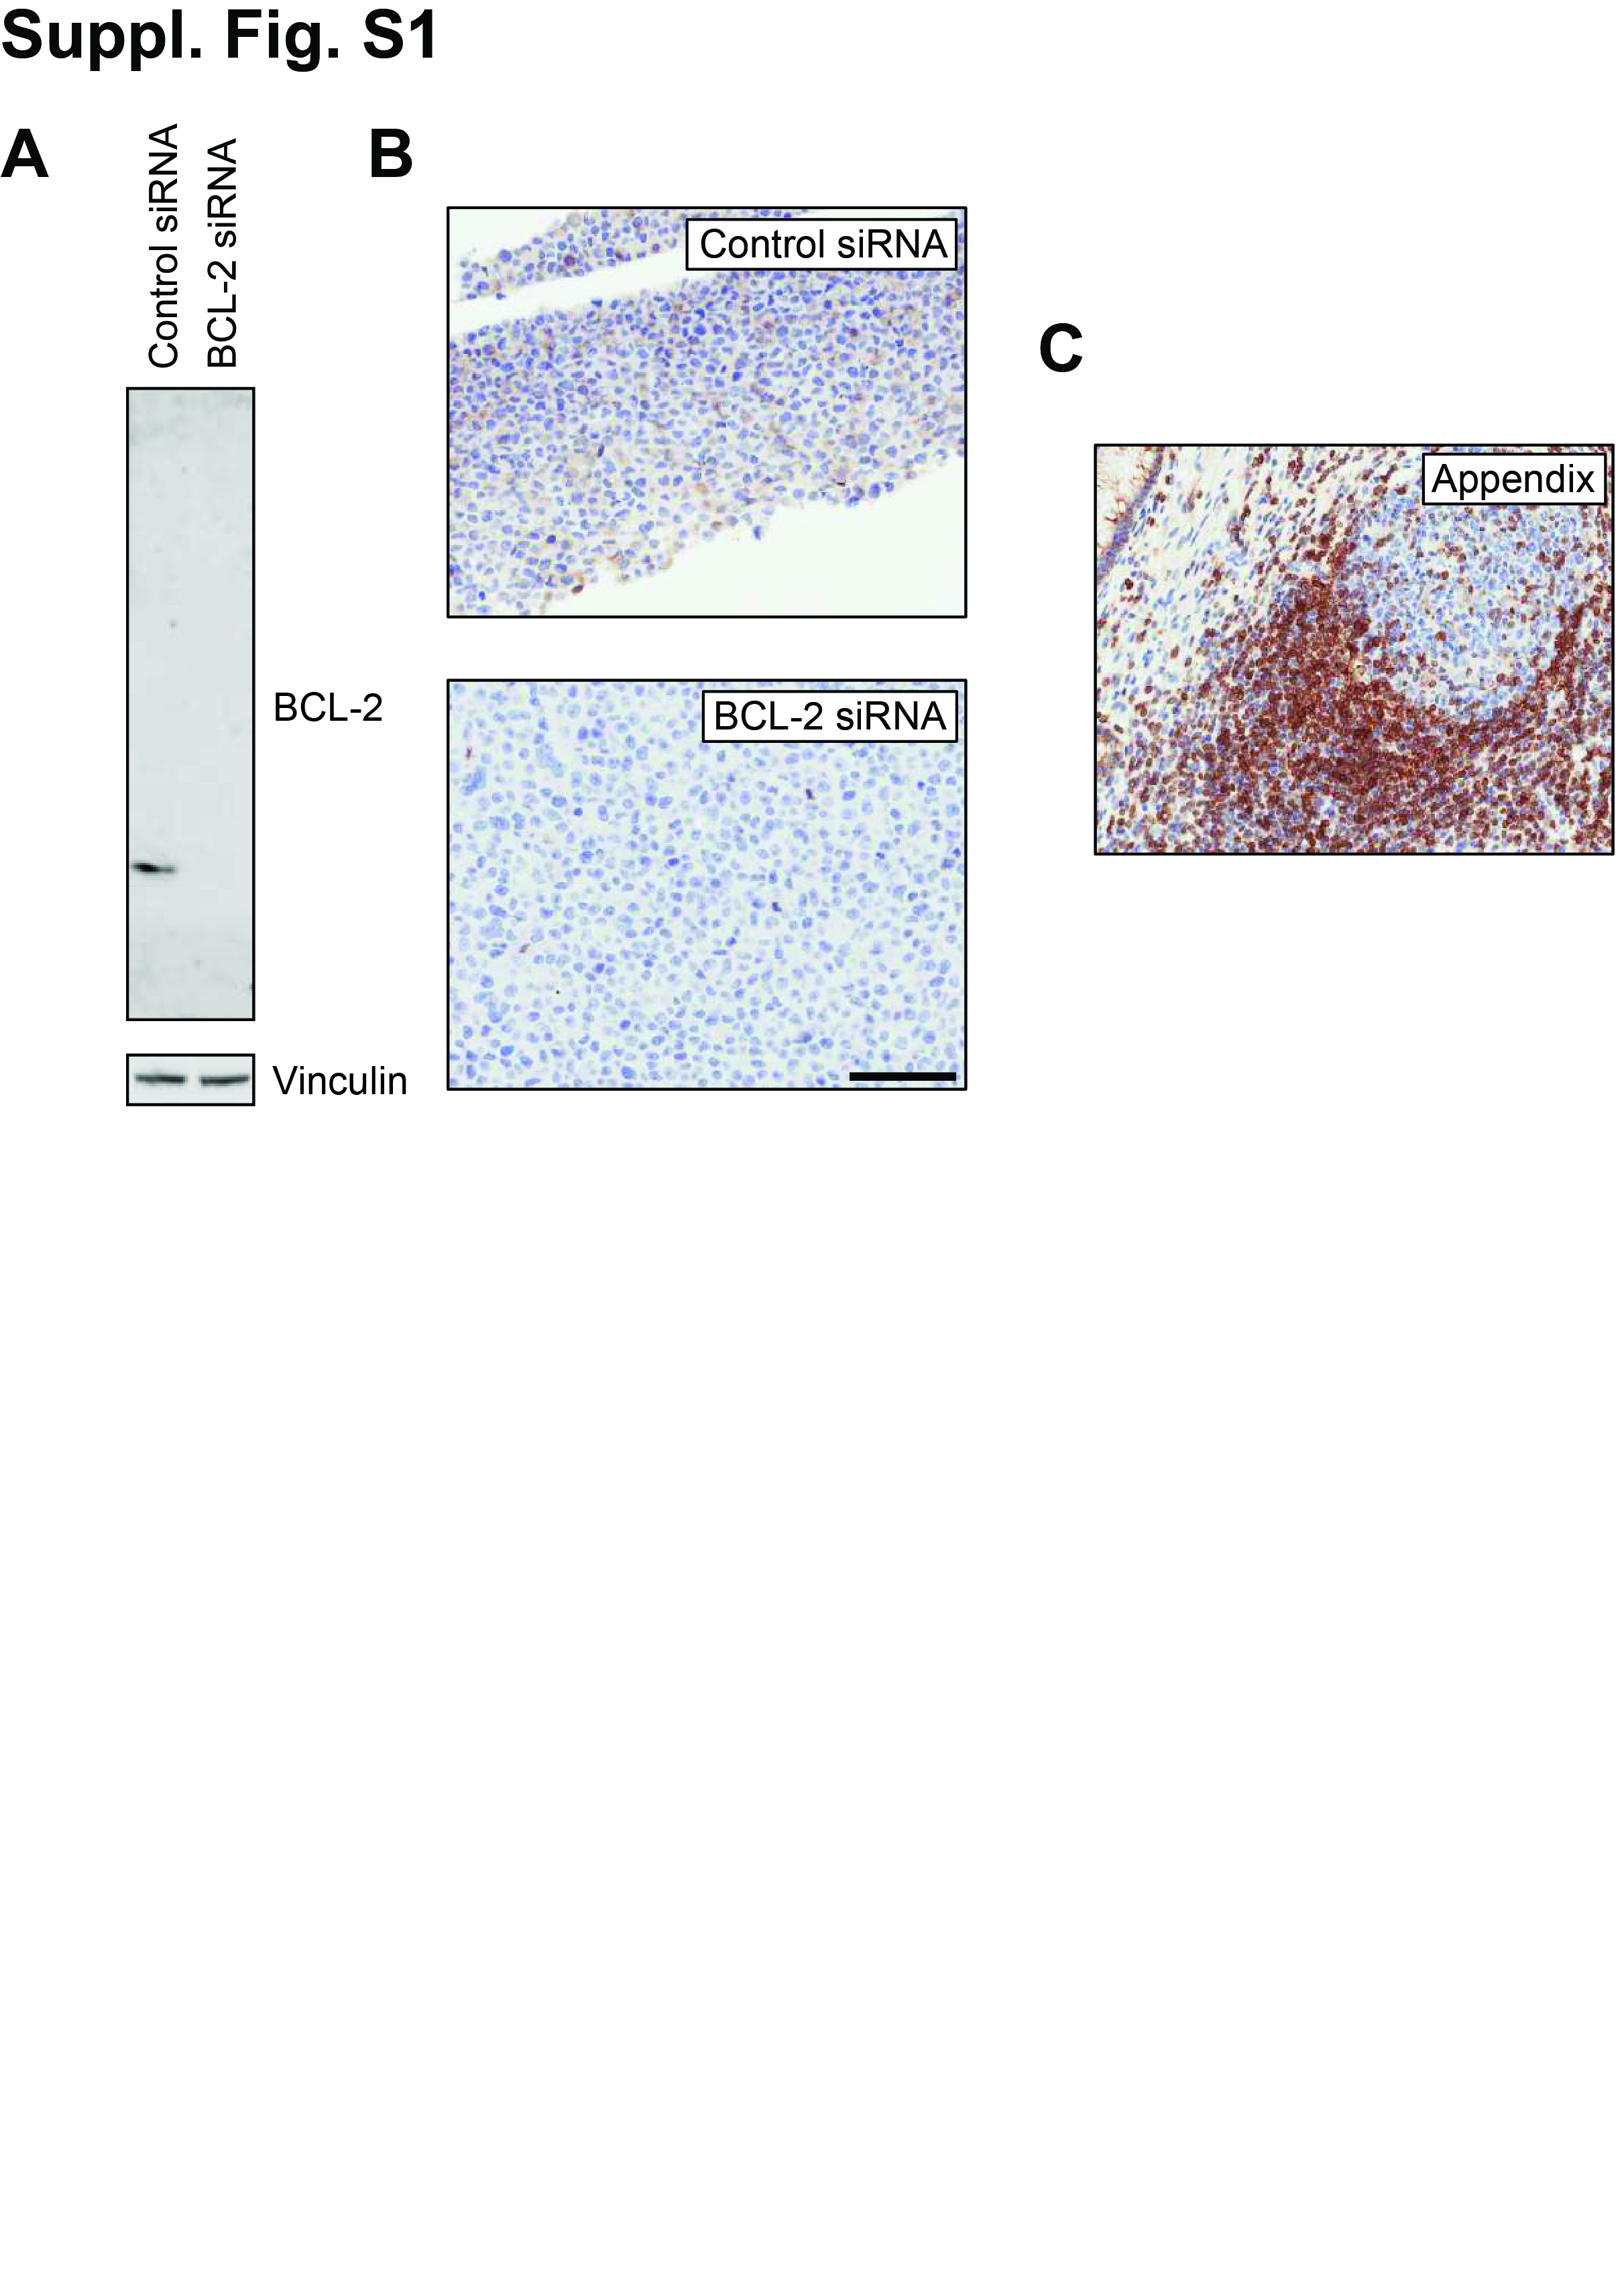 Suppl. Fig. S1
A
Control siRNA
BCL-2 siRNA
BCL-2
Vinculin
B
Control siRNA
BCL-2 siRNA
C
Appendix